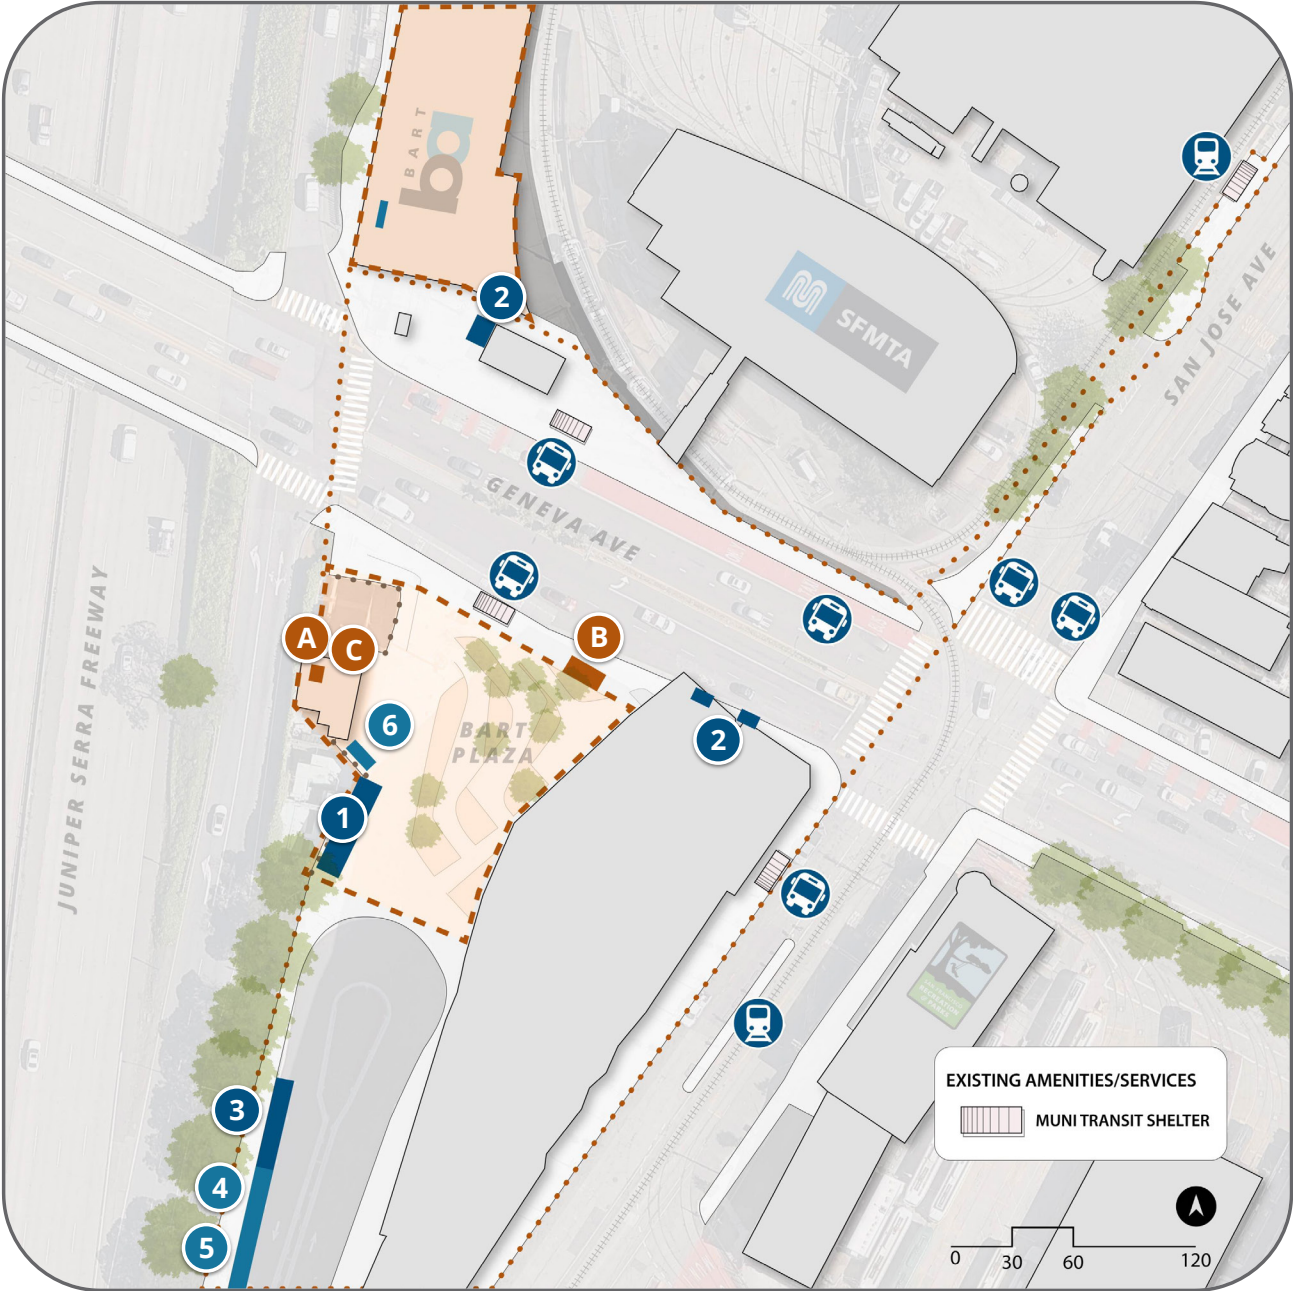 BART
ba
2
SFMTA
SAN JOSE AVE
GENEVA AVE
A
C
B
6
BART
PLAZA
2
1
JUNIPER SERRA FREEWAY
3
4
5
EXISTING AMENITIES/SERVICES
MUNI TRANSIT SHELTER
0
30
60
120